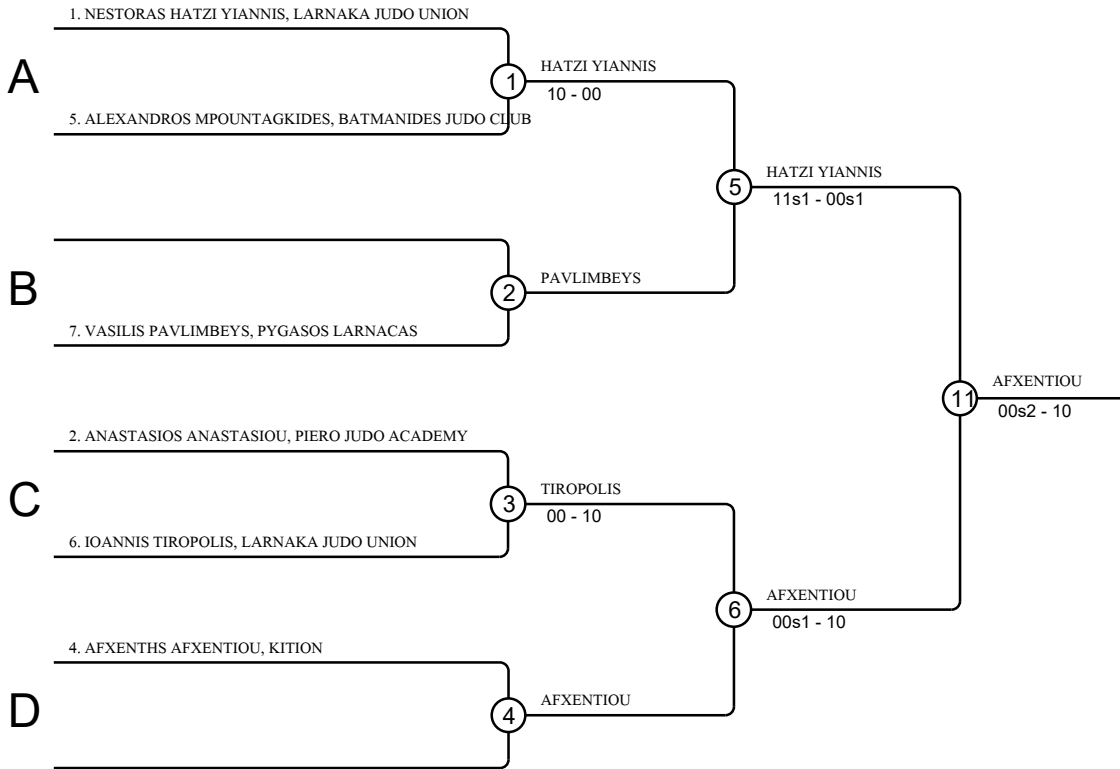 1. NESTORAS HATZI YIANNIS, LARNAKA JUDO UNION
A
1
HATZI YIANNIS
10 - 00
5. ALEXANDROS MPOUNTAGKIDES, BATMANIDES JUDO CLUB
5
HATZI YIANNIS
11s1 - 00s1
B
2
PAVLIMBEYS
7. VASILIS PAVLIMBEYS, PYGASOS LARNACAS
11
AFXENTIOU
00s2 - 10
2. ANASTASIOS ANASTASIOU, PIERO JUDO ACADEMY
C
3
TIROPOLIS
00 - 10
6. IOANNIS TIROPOLIS, LARNAKA JUDO UNION
6
AFXENTIOU
00s1 - 10
4. AFXENTHS AFXENTIOU, KITION
D
4
AFXENTIOU